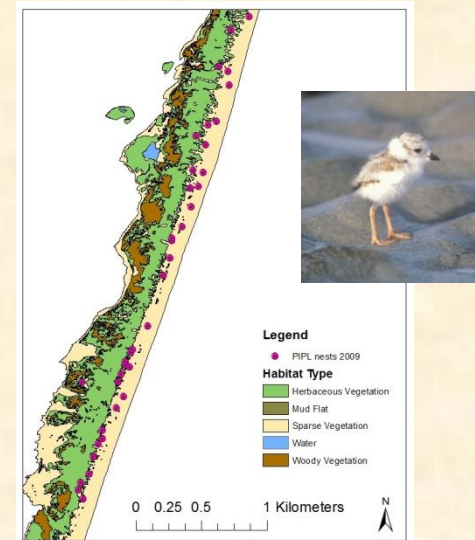 Legend
PIPL nests 2009
Habitat Type
Herbaceous Vegetation
Mud Flat
Sparse Vegetation
Water
Woody Vegetation
0 0.25 0.5 1 Kilometers
N